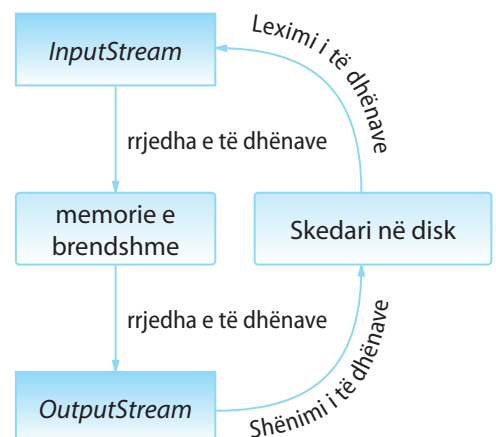 InputStream
Leximi i të dhënave
rrjedha e të dhënave
memorie e
brendshme
Skedari në disk
rrjedha e të dhënave
OutputStream
Shënimi i të dhënave